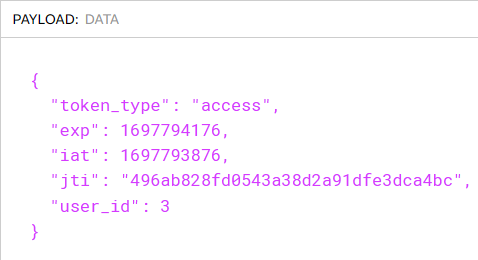 PAYLOAD: DATA
{
"token_type": "access",
"exp": 1697794176,
"iat": 1697793876,
"jti": "496ab828fd0543a38d2a91dfe3dca4bc",
"user_id": 3
}